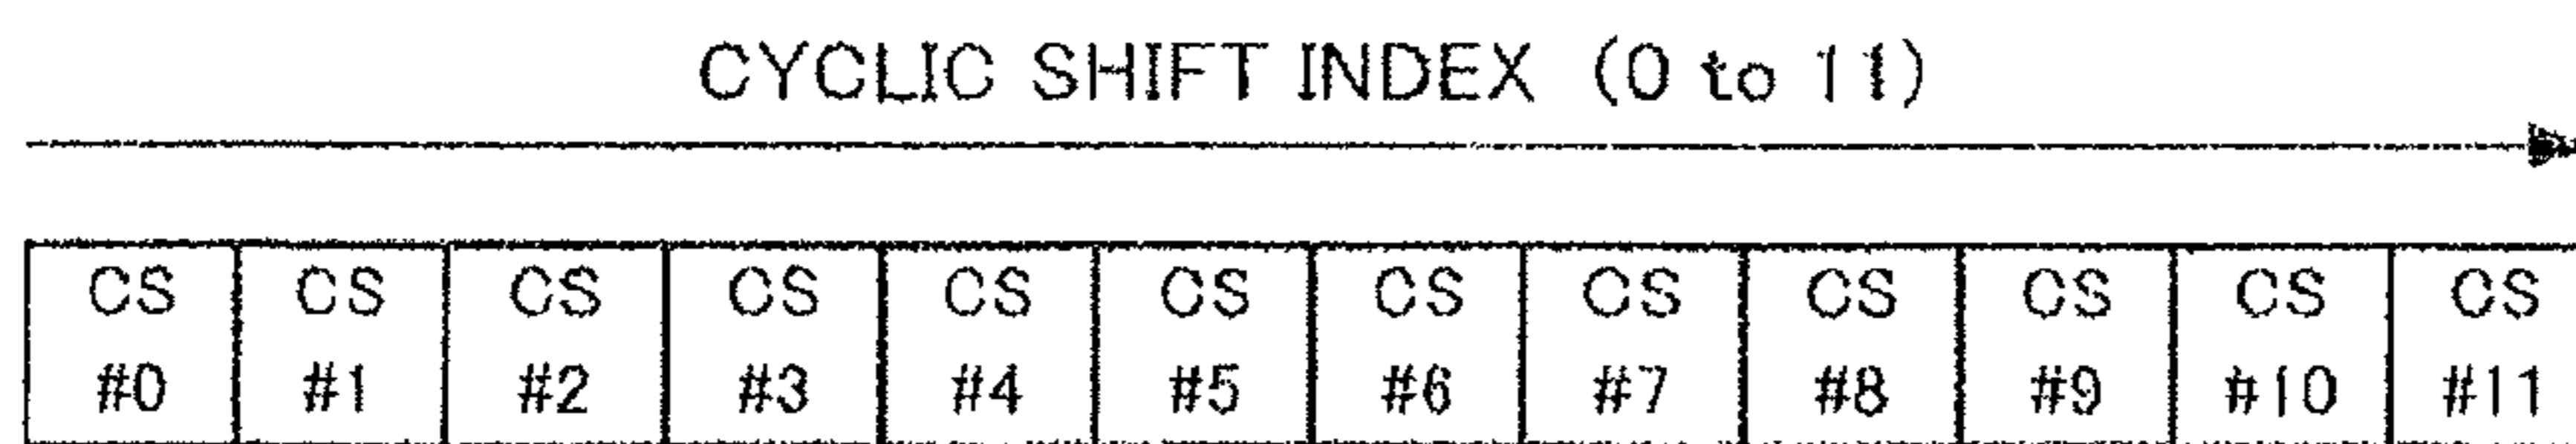 CYCLIC SHIFT INDEX (0 to 11)
CS CS CS CS CS CS CS CS CS CS CS CS
#0 #1 #2 #3 #4 #5 #6 #7 #8 #9 #10 #11